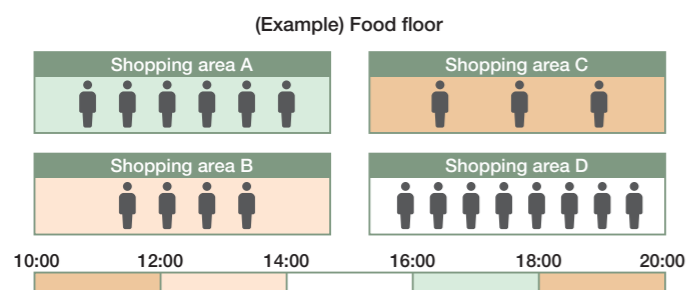 (Example) Food floor
Shopping area A
Shopping area C
Shopping area B
Shopping area D
10:00 12:00 14:00 16:00 18:00 20:00